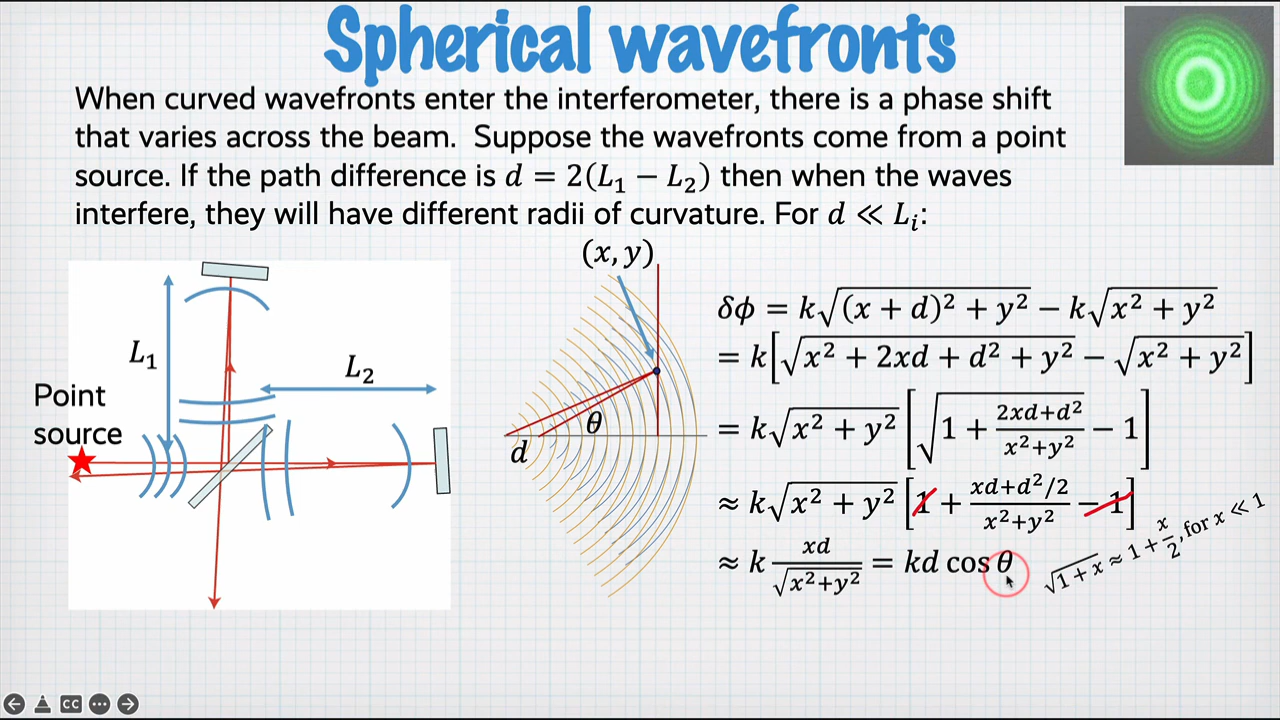 Spherical wavefronts
When curved wavefronts enter the interferometer, there is a phase shift
that varies across the beam. Suppose the wavefronts come from a point
source. If the path difference is d = 2(L₁ − L₂) then when the waves
interfere, they will have different radii of curvature. For d ≪ Lᵢ:
(x, y)
L₁
L₂
Point
source
θ
d
δϕ = k√((x + d)² + y²) − k√(x² + y²)
= k[√(x² + 2xd + d² + y²) − √(x² + y²)]
= k√(x² + y²) [√(1 + (2xd+d²)/(x²+y²)) − 1]
≈ k√(x² + y²) [1 + (xd+d²/2)/(x²+y²) − 1]
≈ k xd/√(x²+y²) = kd cos θ
√(1 + x) ≈ 1 + x/2, for x ≪ 1
CC